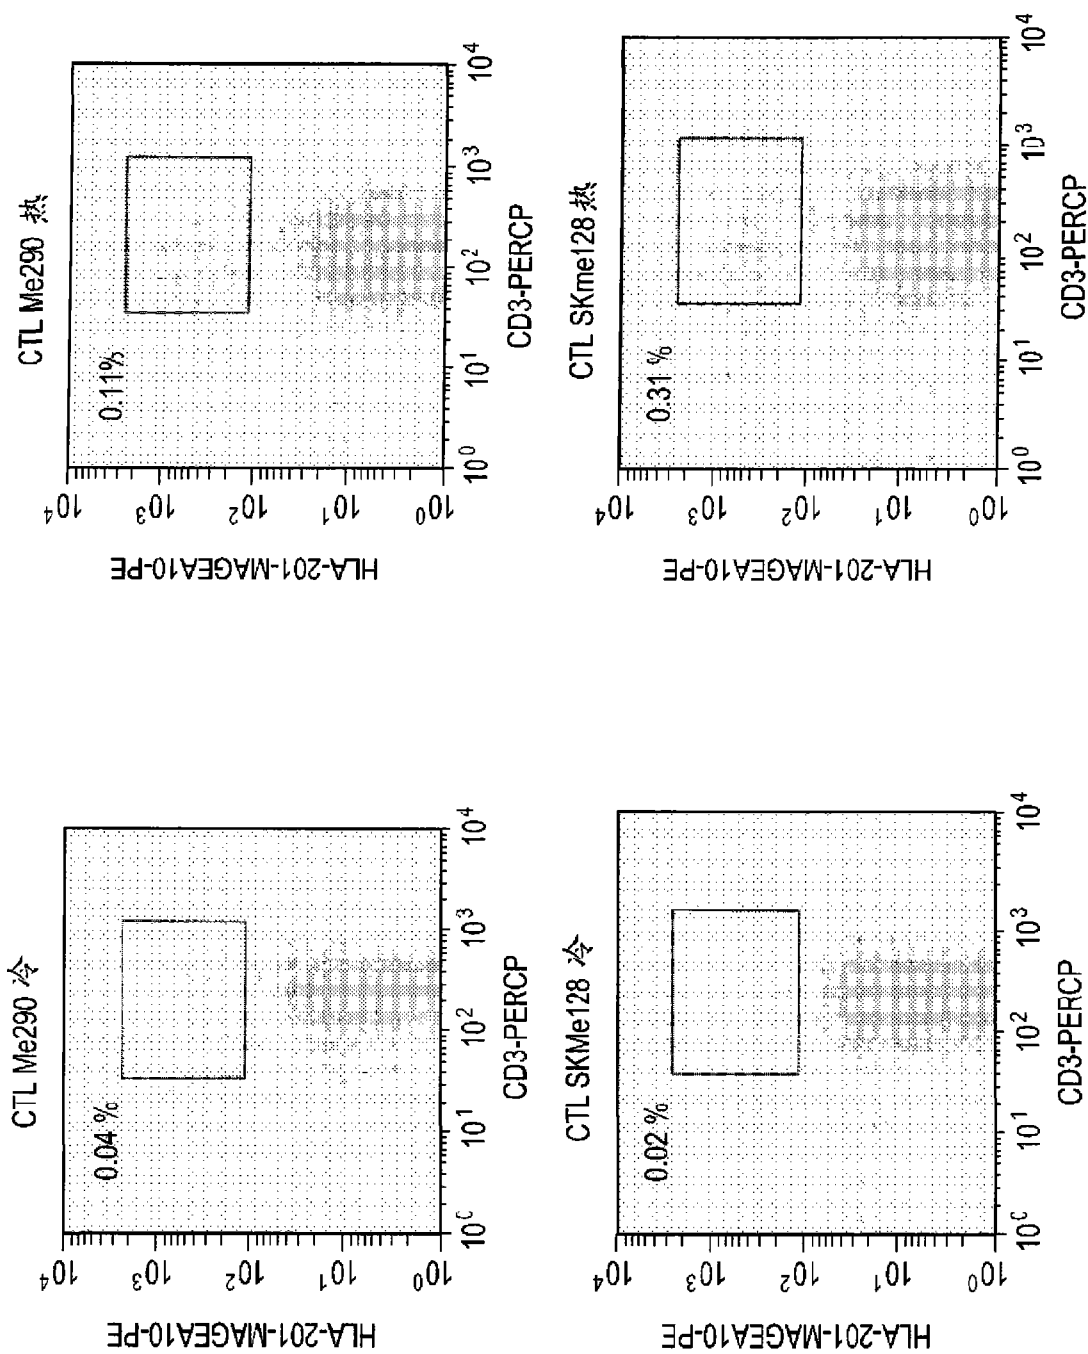 CTL Me290 冷
0.04 %
HLA-201-MAGEA10-PE
10⁴
10³
10²
10¹
10⁰
10⁰ 10¹ 10² 10³ 10⁴
CD3-PERCP
CTL Me290 热
0.11%
HLA-201-MAGEA10-PE
10⁴
10³
10²
10¹
10⁰
10⁰ 10¹ 10² 10³ 10⁴
CD3-PERCP
CTL SKMe128 冷
0.02 %
HLA-201-MAGEA10-PE
10⁴
10³
10²
10¹
10⁰
10⁰ 10¹ 10² 10³ 10⁴
CD3-PERCP
CTL SKme128 热
0.31 %
HLA-201-MAGEA10-PE
10⁴
10³
10²
10¹
10⁰
10⁰ 10¹ 10² 10³ 10⁴
CD3-PERCP